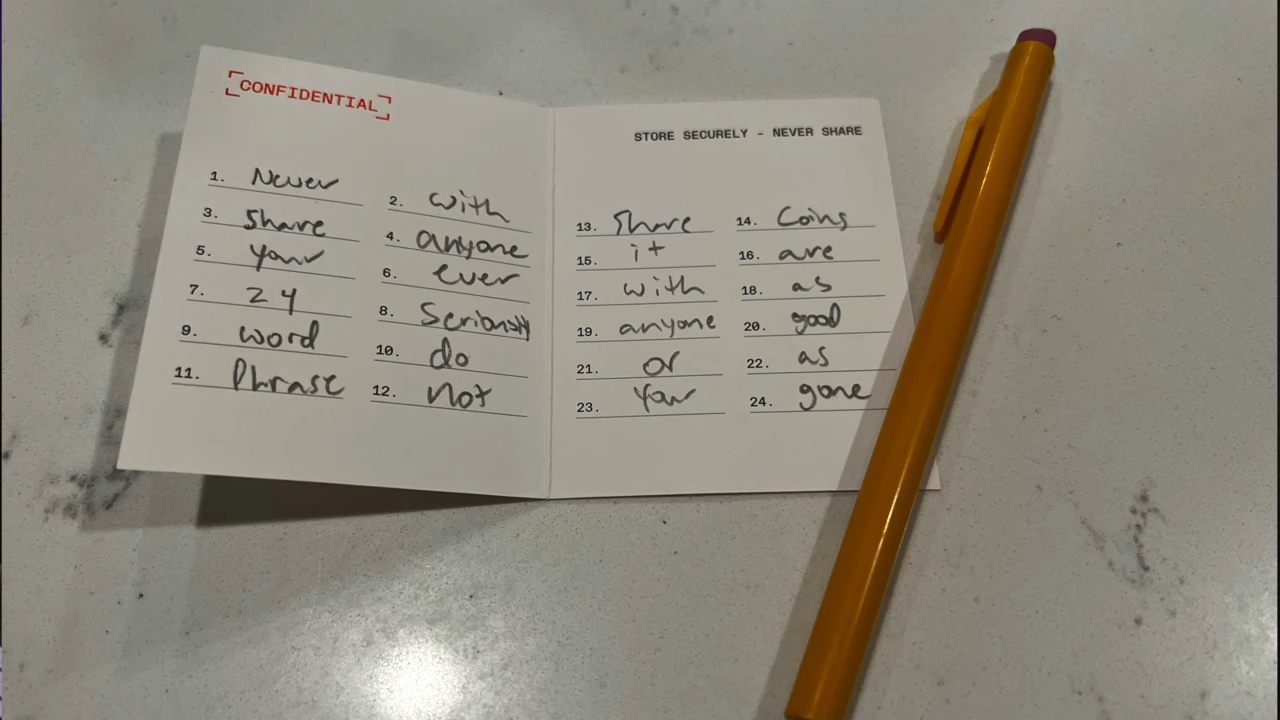 CONFIDENTIAL
STORE SECURELY - NEVER SHARE
1. Never
2. with
3. Share
4. anyone
5. your
6. ever
7. 24
8. Seriously
9. word
10. do
11. Phrase
12. not
13. Share
14. Coins
15. it
16. are
17. with
18. as
19. anyone
20. good
21. or
22. as
23. your
24. gone